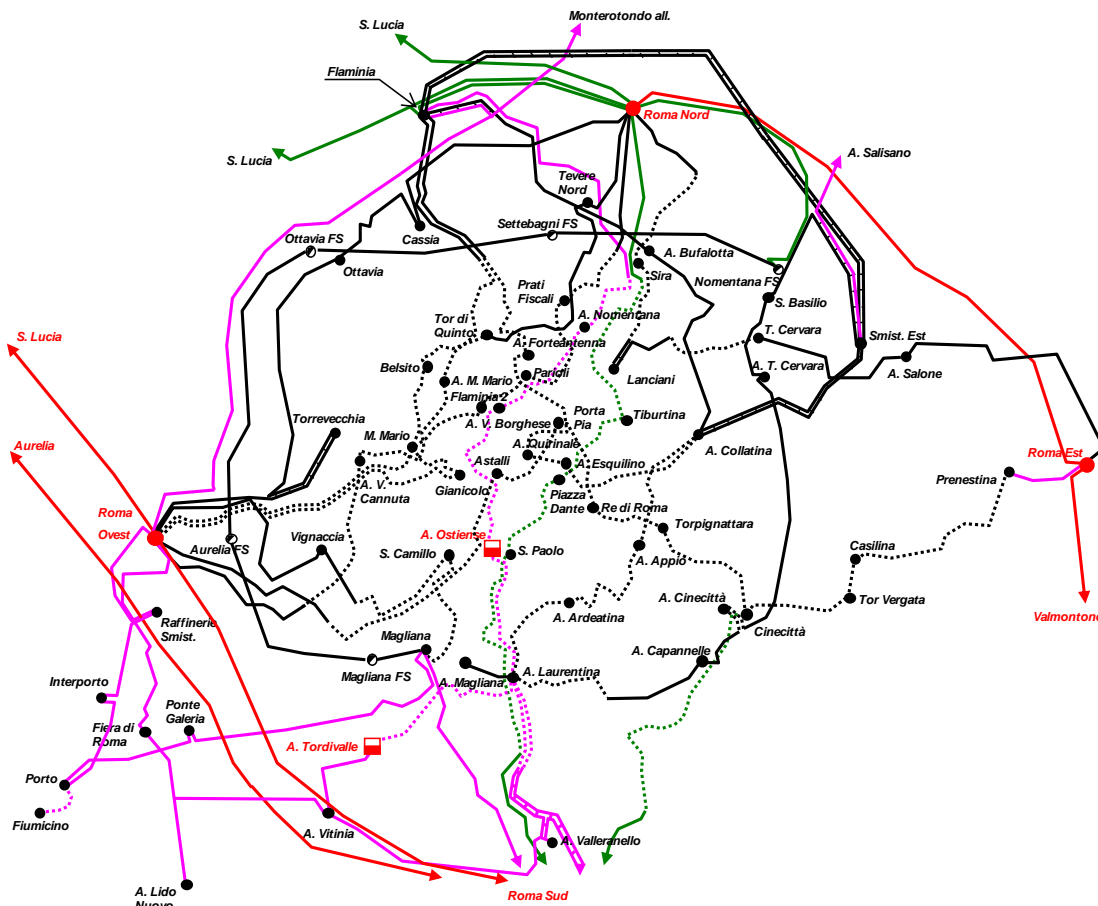 Monterotondo all.
S. Lucia
Flaminia
Roma Nord
S. Lucia
A. Salisano
Tevere
Nord
Settebagni FS
Ottavia FS
Cassia
A. Bufalotta
Ottavia
Sira
Nomentana FS
Prati
Fiscali
S. Basilio
A. Nomentana
Tor di
Quinto
S. Lucia
T. Cervara
Smist. Est
A. Forteantenna
Belsito
Parioli
Lanciani
A. T. Cervara
A. Salone
A. M. Mario
Flaminia 2
Torrevecchia
A. V. Borghese
Porta
Pia
Tiburtina
Aurelia
M. Mario
A. Quirinale
A. Collatina
Roma Est
Astalli
A. Esquilino
A. V.
Cannuta
Gianicolo
Piazza
Dante
Prenestina
Roma
Ovest
Re di Roma
Torpignattara
Vignaccia
A. Ostiense
Aurelia FS
S. Camillo
S. Paolo
A. Appio
Casilina
Tor Vergata
A. Cinecittà
Raffinerie
Smist.
A. Ardeatina
Cinecittà
Valmontone
Magliana
A. Capannelle
Magliana FS
A. Magliana
A. Laurentina
Interporto
Ponte
Galeria
Fiera di
Roma
A. Tordivalle
Porto
Fiumicino
A. Vitinia
A. Valleranello
A. Lido
Nuovo
Roma Sud